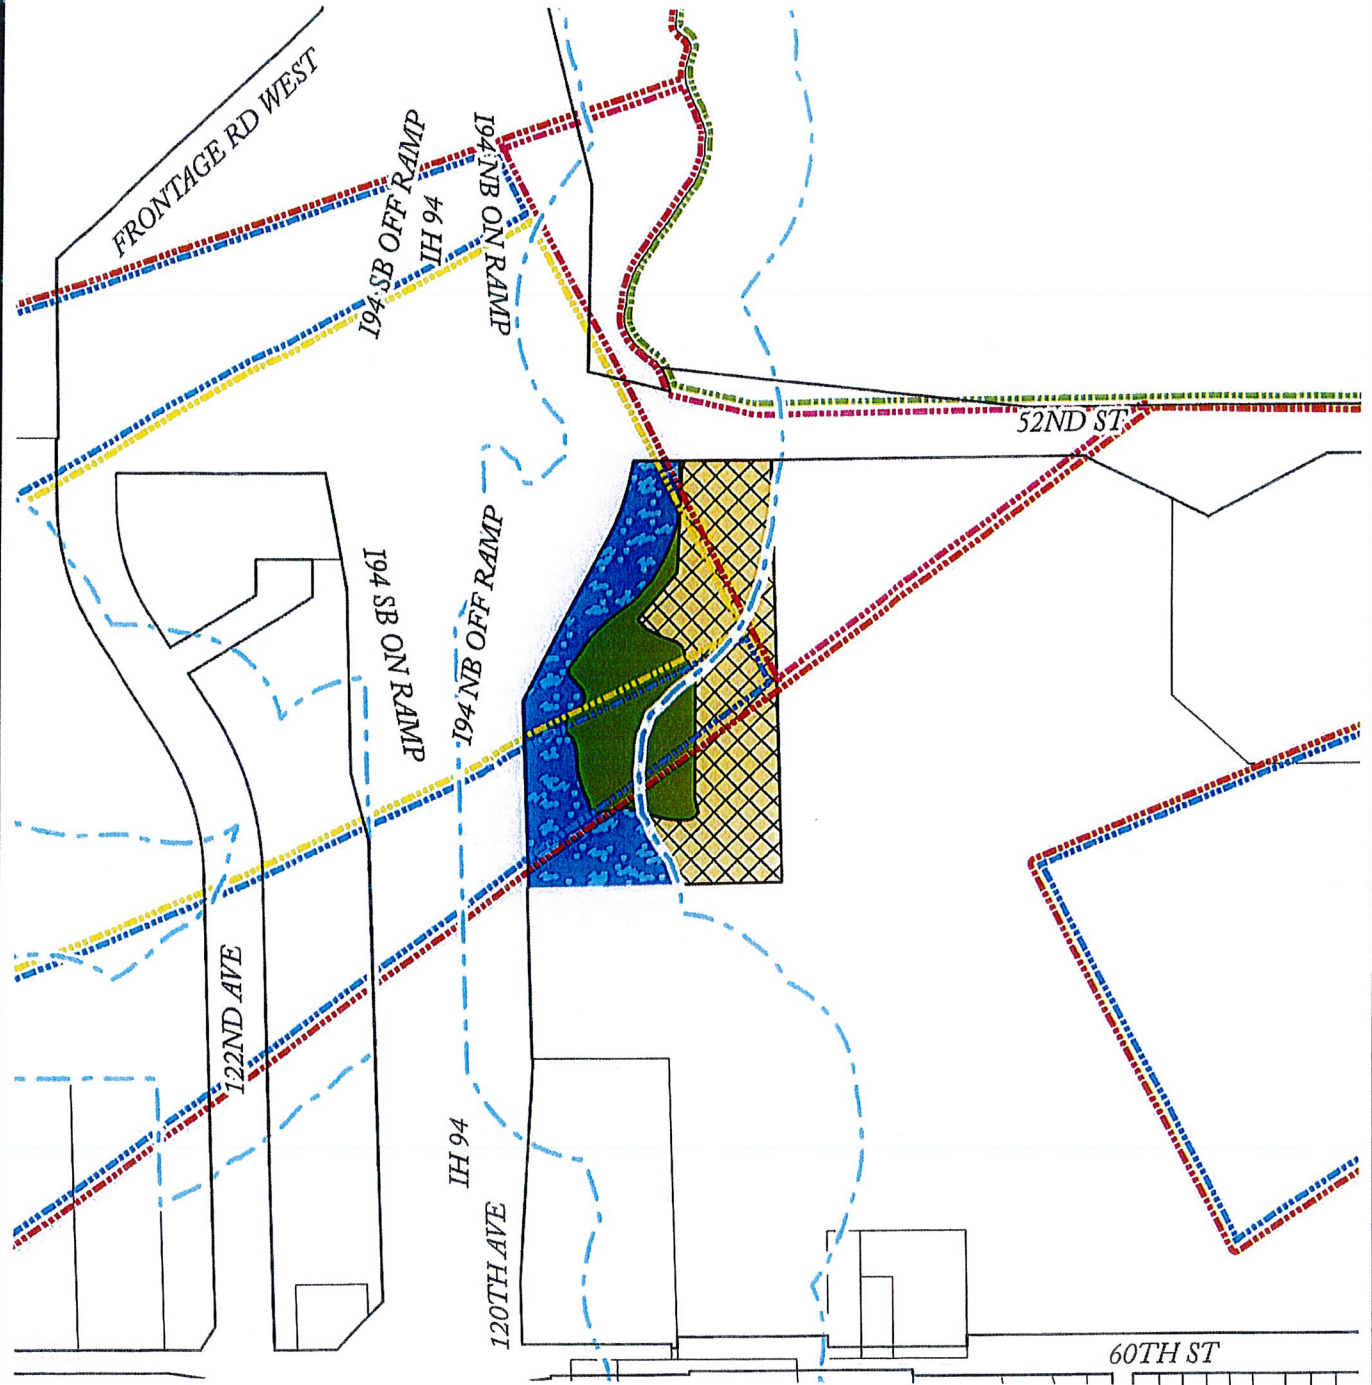 FRONTAGE RD WEST
I94 SB OFF RAMP
IH 94
I94 NB ON RAMP
52ND ST
I94 SB ON RAMP
I94 NB OFF RAMP
122ND AVE
IH 94
120TH AVE
60TH ST